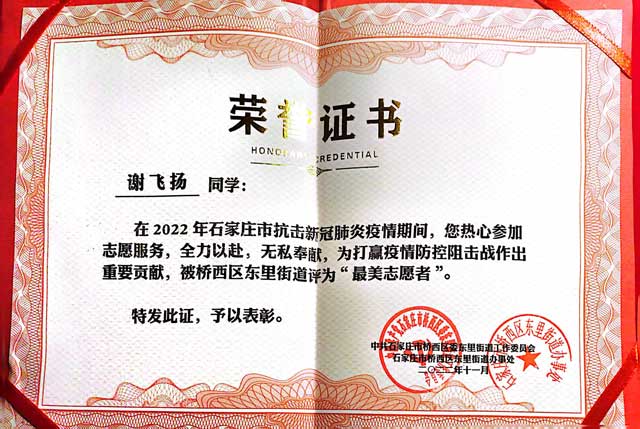 荣誉证书
HONORARY CREDENTIAL
谢飞扬 同学：
在 2022 年石家庄市抗击新冠肺炎疫情期间，您热心参加
志愿服务，全力以赴，无私奉献，为打赢疫情防控阻击战作出
重要贡献，被桥西区东里街道评为“最美志愿者”。
特发此证，予以表彰。
中共石家庄市桥西区委东里街道工作委员会
石家庄市桥西区东里街道办事处
二〇二二年十一月